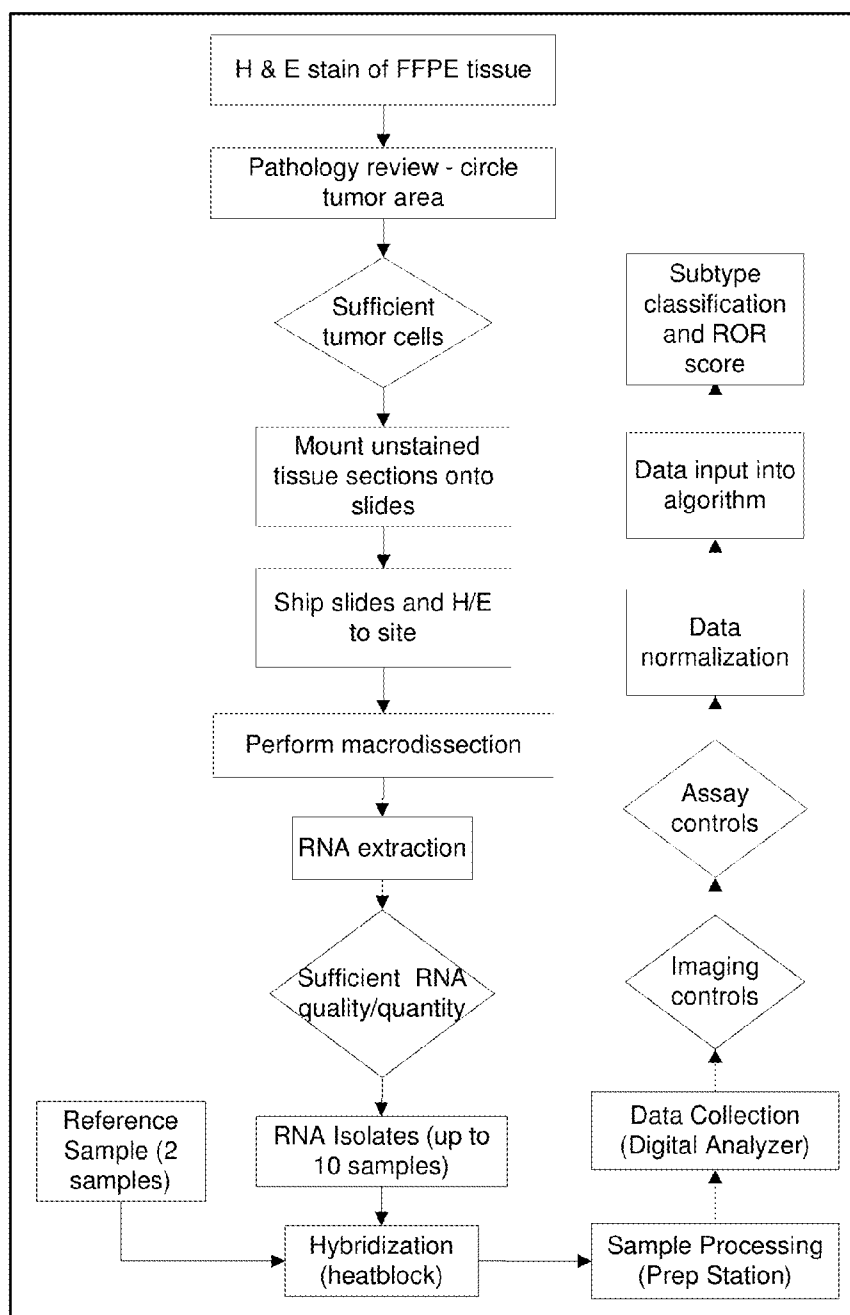 H & E stain of FFPE tissue
Pathology review - circle
tumor area
Sufficient
tumor cells
Mount unstained
tissue sections onto
slides
Ship slides and H/E
to site
Perform macrodissection
RNA extraction
Sufficient RNA
quality/quantity
Reference
Sample (2
samples)
RNA Isolates (up to
10 samples)
Hybridization
(heatblock)
Sample Processing
(Prep Station)
Data Collection
(Digital Analyzer)
Imaging
controls
Assay
controls
Data
normalization
Data input into
algorithm
Subtype
classification
and ROR
score